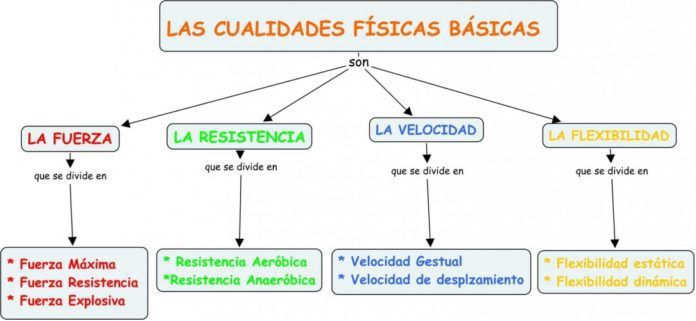 LAS CUALIDADES FÍSICAS BÁSICAS
son
LA FUERZA
LA RESISTENCIA
LA VELOCIDAD
LA FLEXIBILIDAD
que se divide en
que se divide en
que se divide en
que se divide en
* Fuerza Máxima
* Fuerza Resistencia
* Fuerza Explosiva
* Resistencia Aeróbica
*Resistencia Anaeróbica
* Velocidad Gestual
* Velocidad de desplzamiento
* Flexibilidad estática
* Flexibilidad dinámica